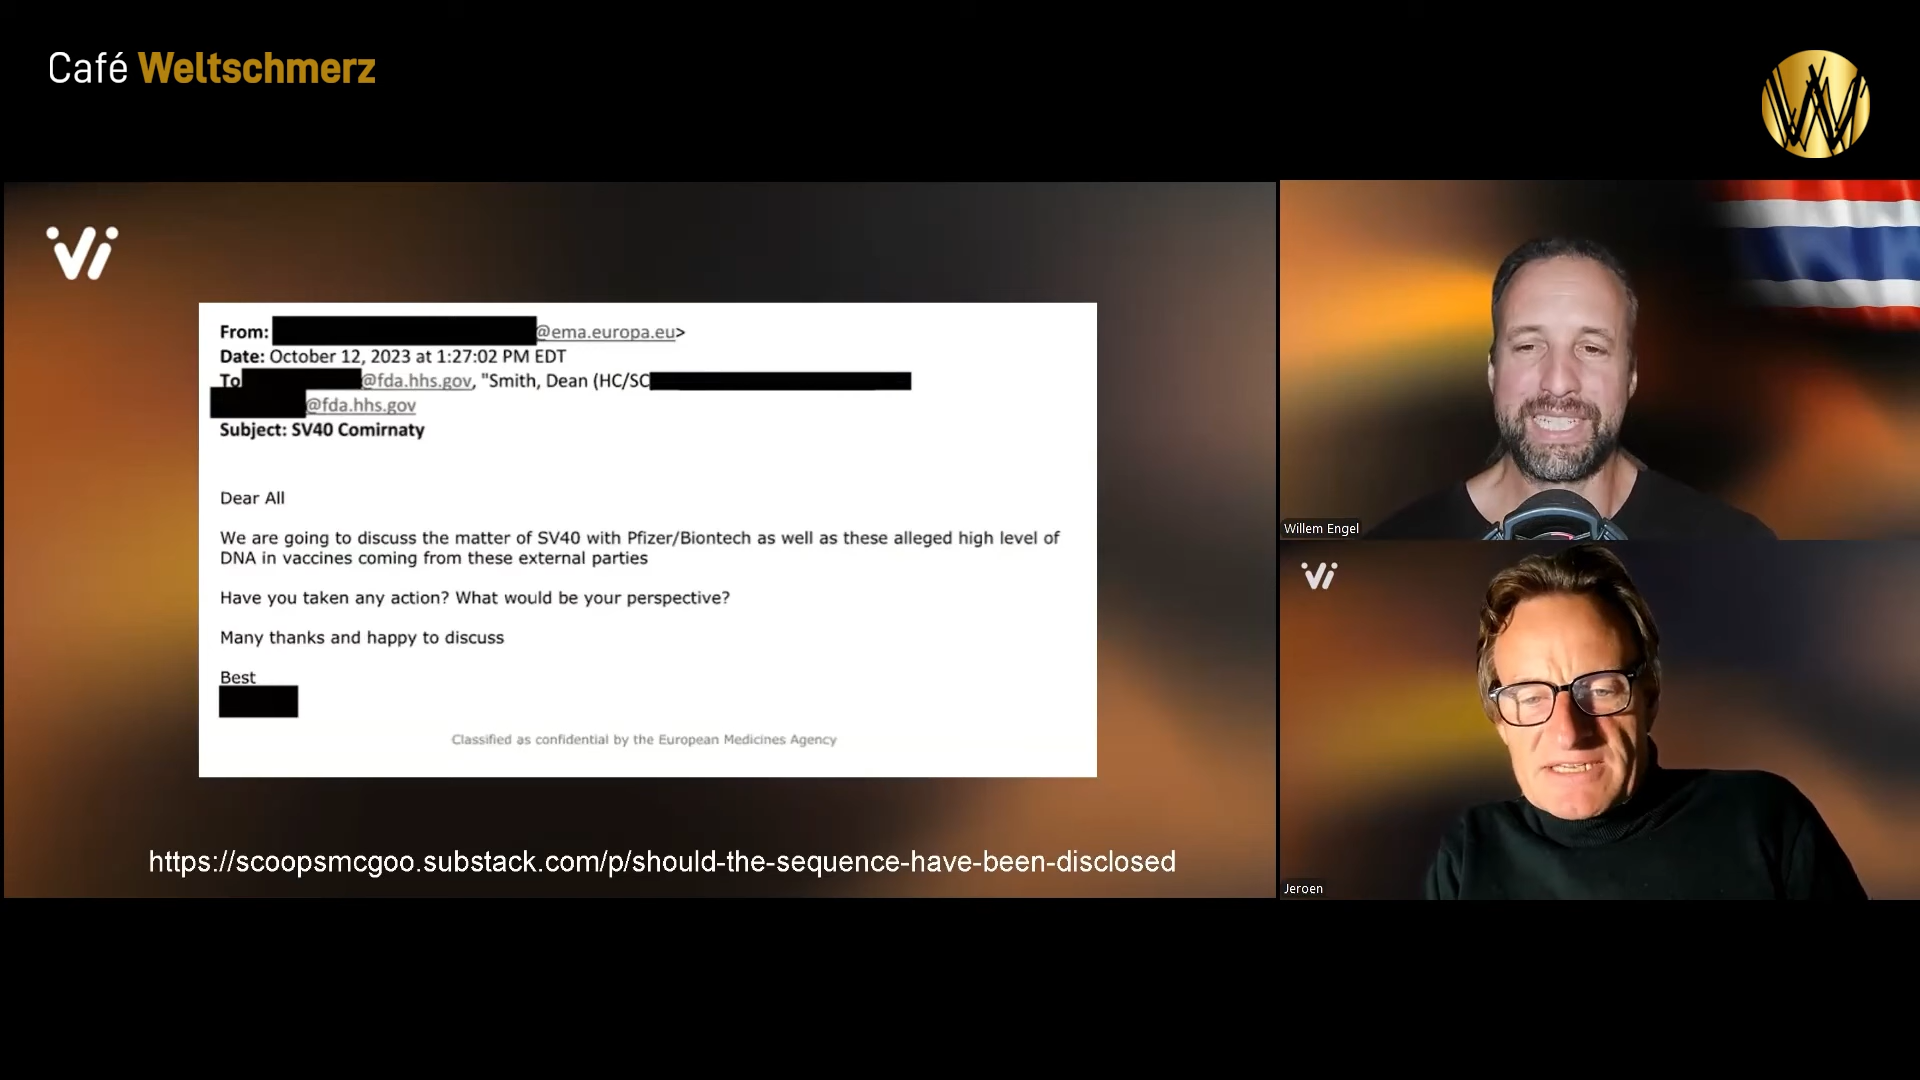 Café Weltschmerz
From: @ema.europa.eu>
Date: October 12, 2023 at 1:27:02 PM EDT
To @fda.hhs.gov, "Smith, Dean (HC/SC
@fda.hhs.gov
Subject: SV40 Comirnaty
Dear All
We are going to discuss the matter of SV40 with Pfizer/Biontech as well as these alleged high level of
DNA in vaccines coming from these external parties
Have you taken any action? What would be your perspective?
Many thanks and happy to discuss
Best
Classified as confidential by the European Medicines Agency
https://scoopsmcgoo.substack.com/p/should-the-sequence-have-been-disclosed
Willem Engel
Jeroen